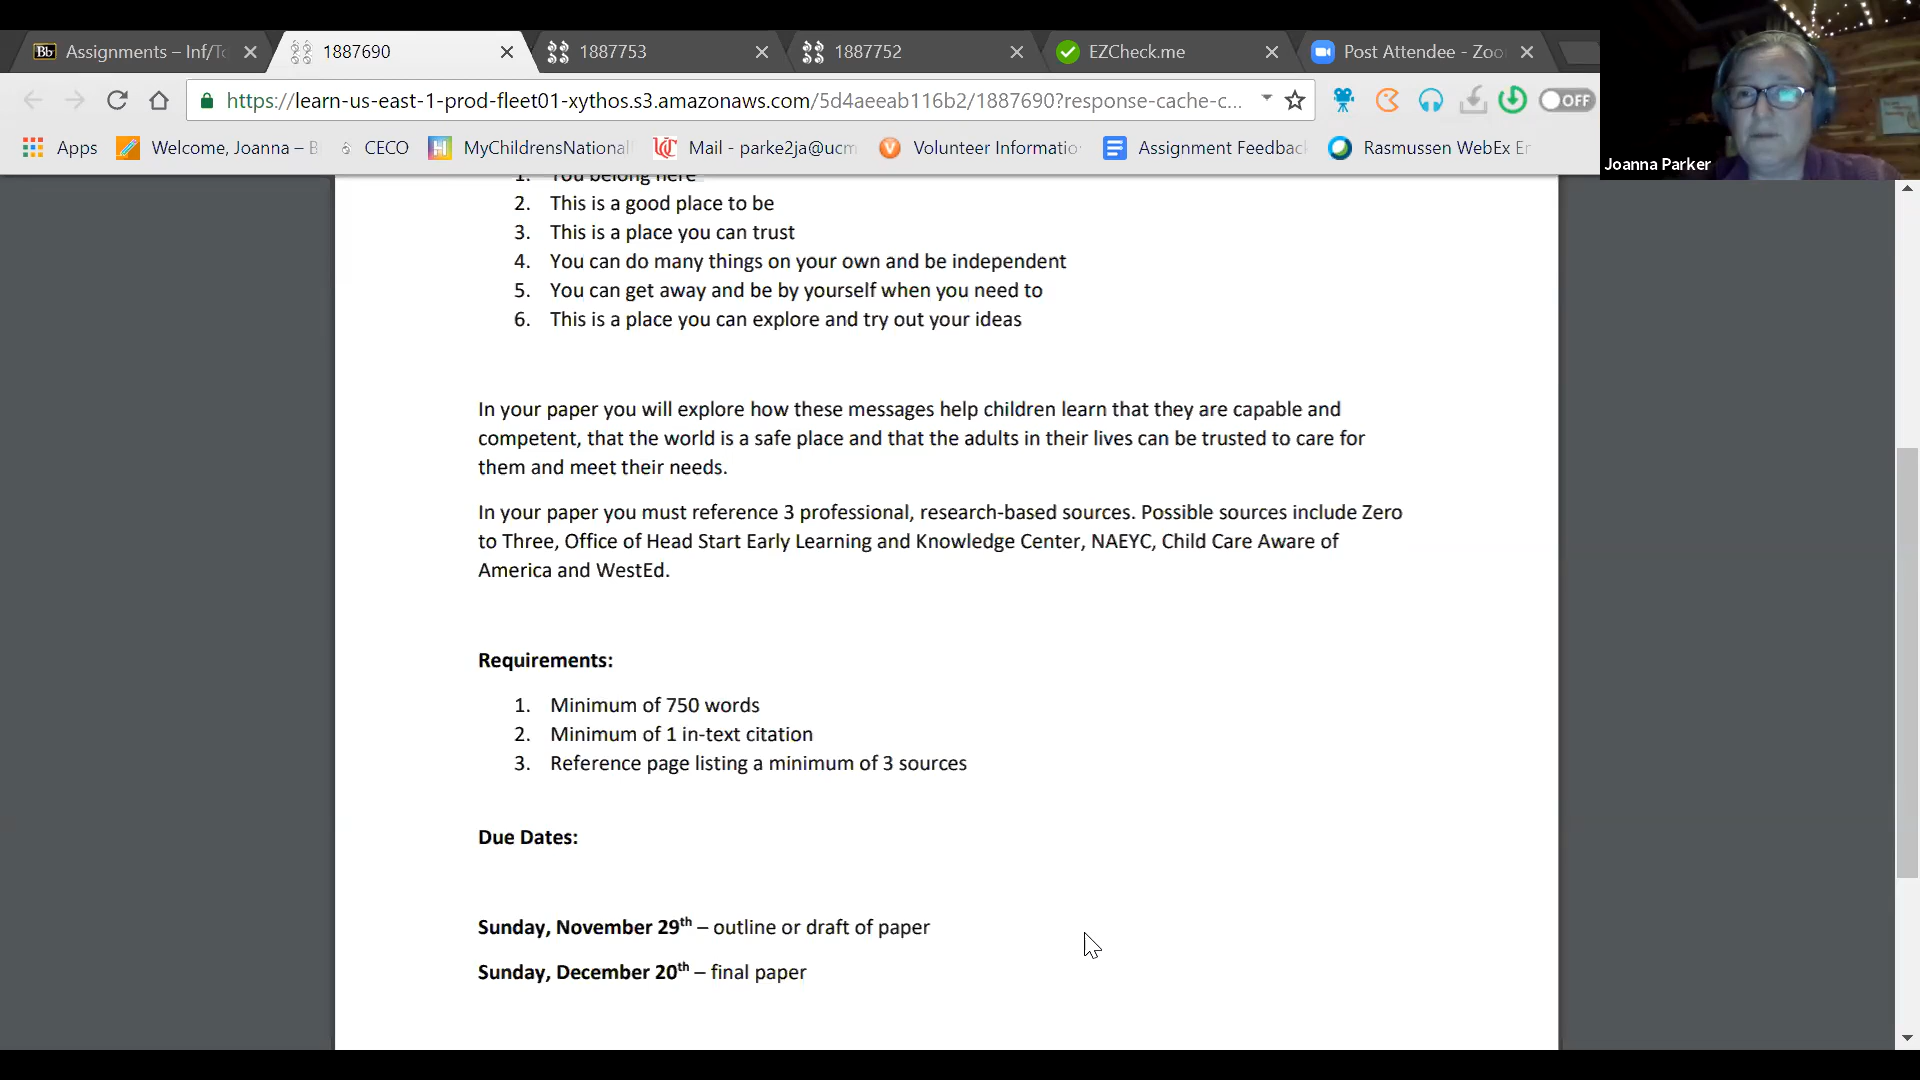 Bb Assignments – Inf/To
1887690
1887753
1887752
EZCheck.me
Post Attendee - Zoo
https://learn-us-east-1-prod-fleet01-xythos.s3.amazonaws.com/5d4aeeab116b2/1887690?response-cache-c...
OFF
Apps
Welcome, Joanna – B
CECO
MyChildrensNational
Mail - parke2ja@ucm
Volunteer Informatio
Assignment Feedbac
Rasmussen WebEx En
Joanna Parker
1. You belong here
2. This is a good place to be
3. This is a place you can trust
4. You can do many things on your own and be independent
5. You can get away and be by yourself when you need to
6. This is a place you can explore and try out your ideas
In your paper you will explore how these messages help children learn that they are capable and
competent, that the world is a safe place and that the adults in their lives can be trusted to care for
them and meet their needs.
In your paper you must reference 3 professional, research-based sources. Possible sources include Zero
to Three, Office of Head Start Early Learning and Knowledge Center, NAEYC, Child Care Aware of
America and WestEd.
Requirements:
1. Minimum of 750 words
2. Minimum of 1 in-text citation
3. Reference page listing a minimum of 3 sources
Due Dates:
Sunday, November 29th – outline or draft of paper
Sunday, December 20th – final paper